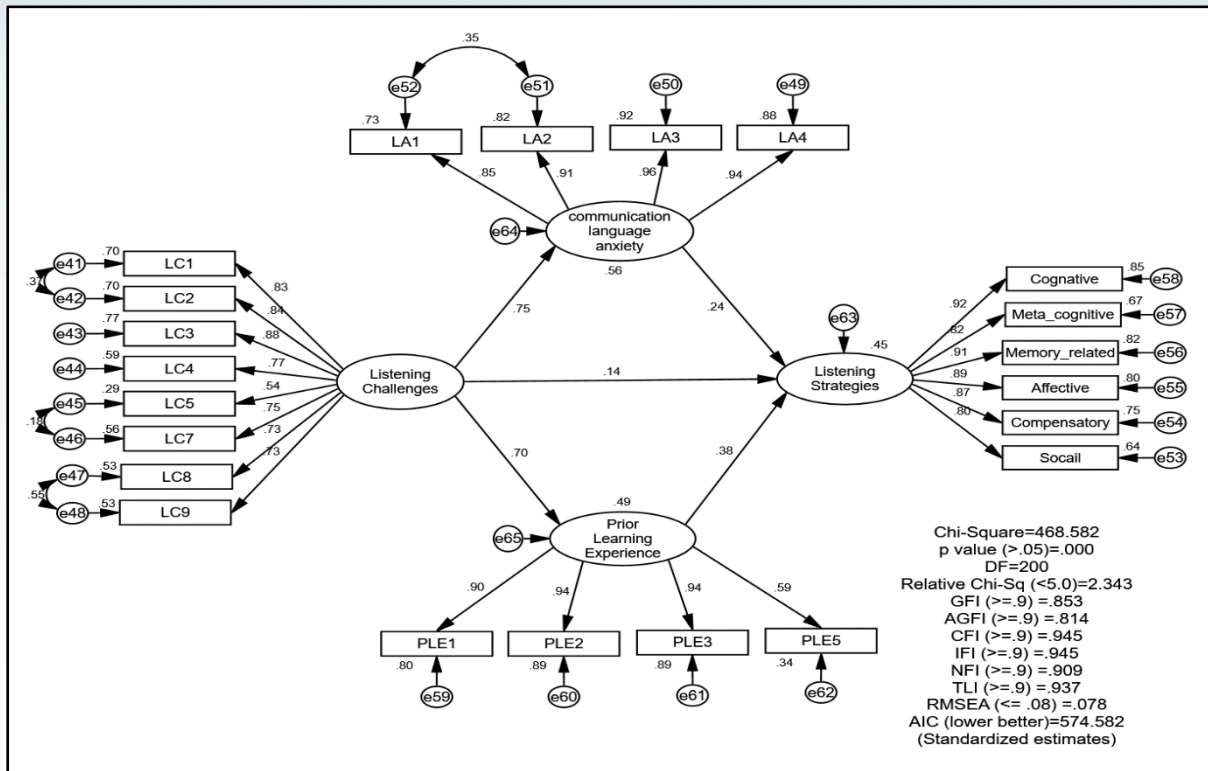 .35
e52
e51
e50
e49
.73
.82
.92
.88
LA1
LA2
LA3
LA4
.85
.91
.96
.94
communication
language
anxiety
e64
.56
e41
.70
LC1
.37
e42
.70
LC2
e43
.77
LC3
e44
.59
LC4
e45
.29
LC5
.18
e46
.56
LC7
e47
.53
LC8
.55
e48
.53
LC9
.83
.84
.88
.77
.54
.75
.73
.73
Listening
Challenges
.75
.24
.14
.70
.38
e63
.45
Listening
Strategies
.92
.82
.91
.89
.87
.80
Cognative
.85
e58
Meta_cognitive
.67
e57
Memory_related
.82
e56
Affective
.80
e55
Compensatory
.75
e54
Socail
.64
e53
.49
Prior
Learning
Experience
e65
.90
.94
.94
.59
PLE1
PLE2
PLE3
PLE5
.80
.89
.89
.34
e59
e60
e61
e62
Chi-Square=468.582
p value (>.05)=.000
DF=200
Relative Chi-Sq (<5.0)=2.343
GFI (>=.9) =.853
AGFI (>=.9) =.814
CFI (>=.9) =.945
IFI (>=.9) =.945
NFI (>=.9) =.909
TLI (>=.9) =.937
RMSEA (<= .08) =.078
AIC (lower better)=574.582
(Standardized estimates)